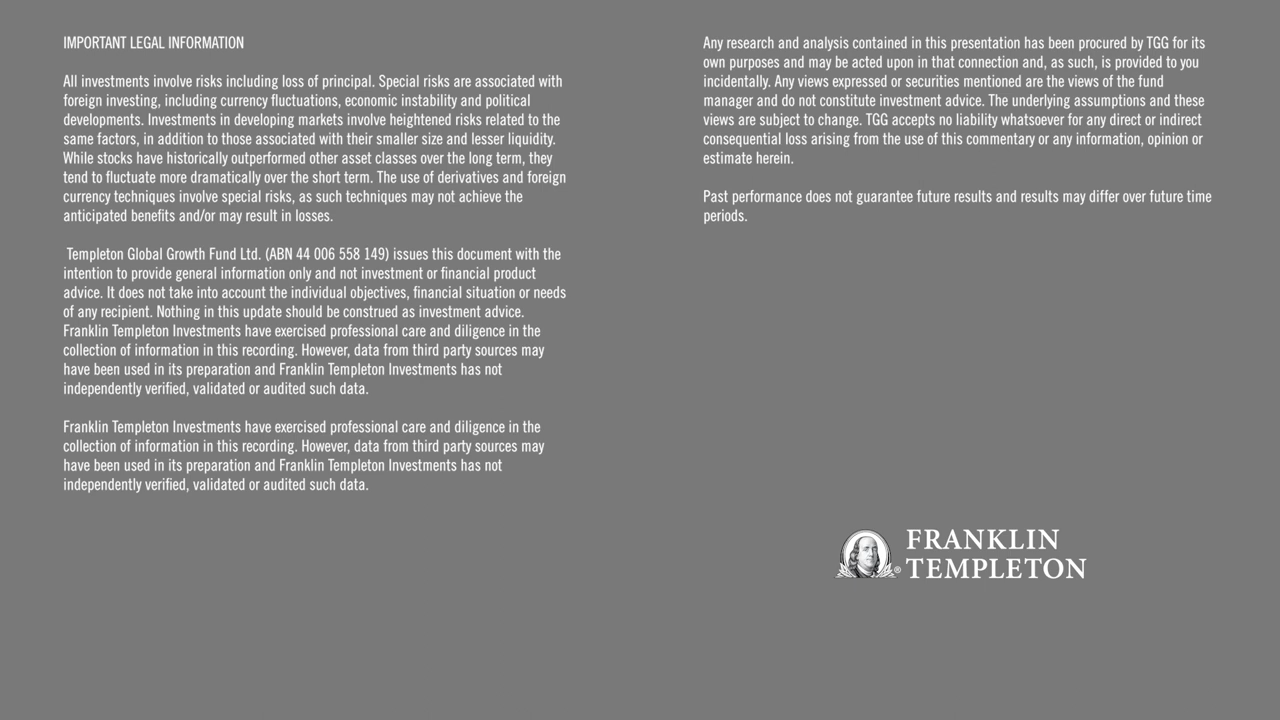 IMPORTANT LEGAL INFORMATION
All investments involve risks including loss of principal. Special risks are associated with
foreign investing, including currency fluctuations, economic instability and political
developments. Investments in developing markets involve heightened risks related to the
same factors, in addition to those associated with their smaller size and lesser liquidity.
While stocks have historically outperformed other asset classes over the long term, they
tend to fluctuate more dramatically over the short term. The use of derivatives and foreign
currency techniques involve special risks, as such techniques may not achieve the
anticipated benefits and/or may result in losses.
Templeton Global Growth Fund Ltd. (ABN 44 006 558 149) issues this document with the
intention to provide general information only and not investment or financial product
advice. It does not take into account the individual objectives, financial situation or needs
of any recipient. Nothing in this update should be construed as investment advice.
Franklin Templeton Investments have exercised professional care and diligence in the
collection of information in this recording. However, data from third party sources may
have been used in its preparation and Franklin Templeton Investments has not
independently verified, validated or audited such data.
Franklin Templeton Investments have exercised professional care and diligence in the
collection of information in this recording. However, data from third party sources may
have been used in its preparation and Franklin Templeton Investments has not
independently verified, validated or audited such data.
Any research and analysis contained in this presentation has been procured by TGG for its
own purposes and may be acted upon in that connection and, as such, is provided to you
incidentally. Any views expressed or securities mentioned are the views of the fund
manager and do not constitute investment advice. The underlying assumptions and these
views are subject to change. TGG accepts no liability whatsoever for any direct or indirect
consequential loss arising from the use of this commentary or any information, opinion or
estimate herein.
Past performance does not guarantee future results and results may differ over future time
periods.
FRANKLIN
® TEMPLETON